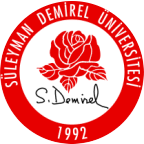 SÜLEYMAN DEMİREL ÜNİVERSİTESİ
S. Demirel
1992